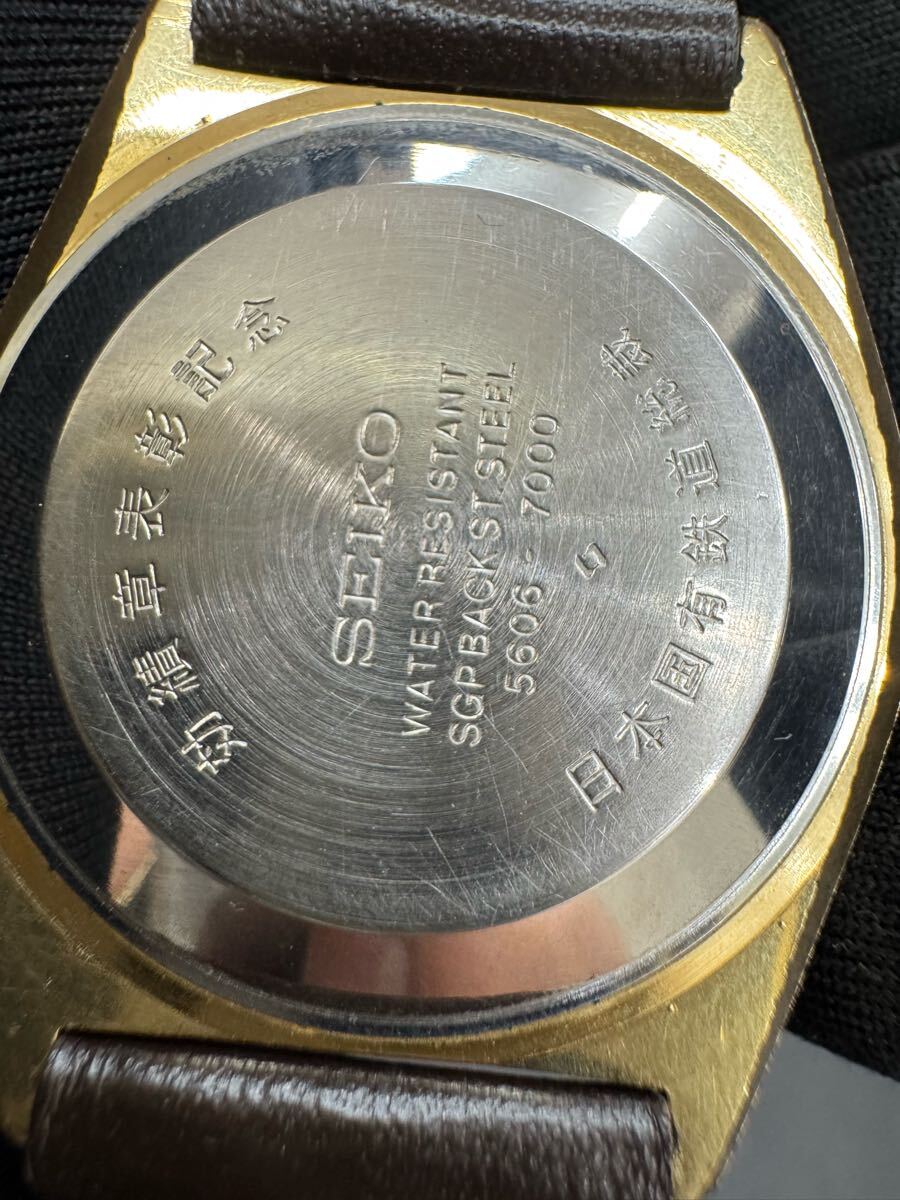 効績章表彰記念
SEIKO
WATER RESISTANT
SGP BACK ST.STEEL
5606-7000
日本国有鉄道総裁